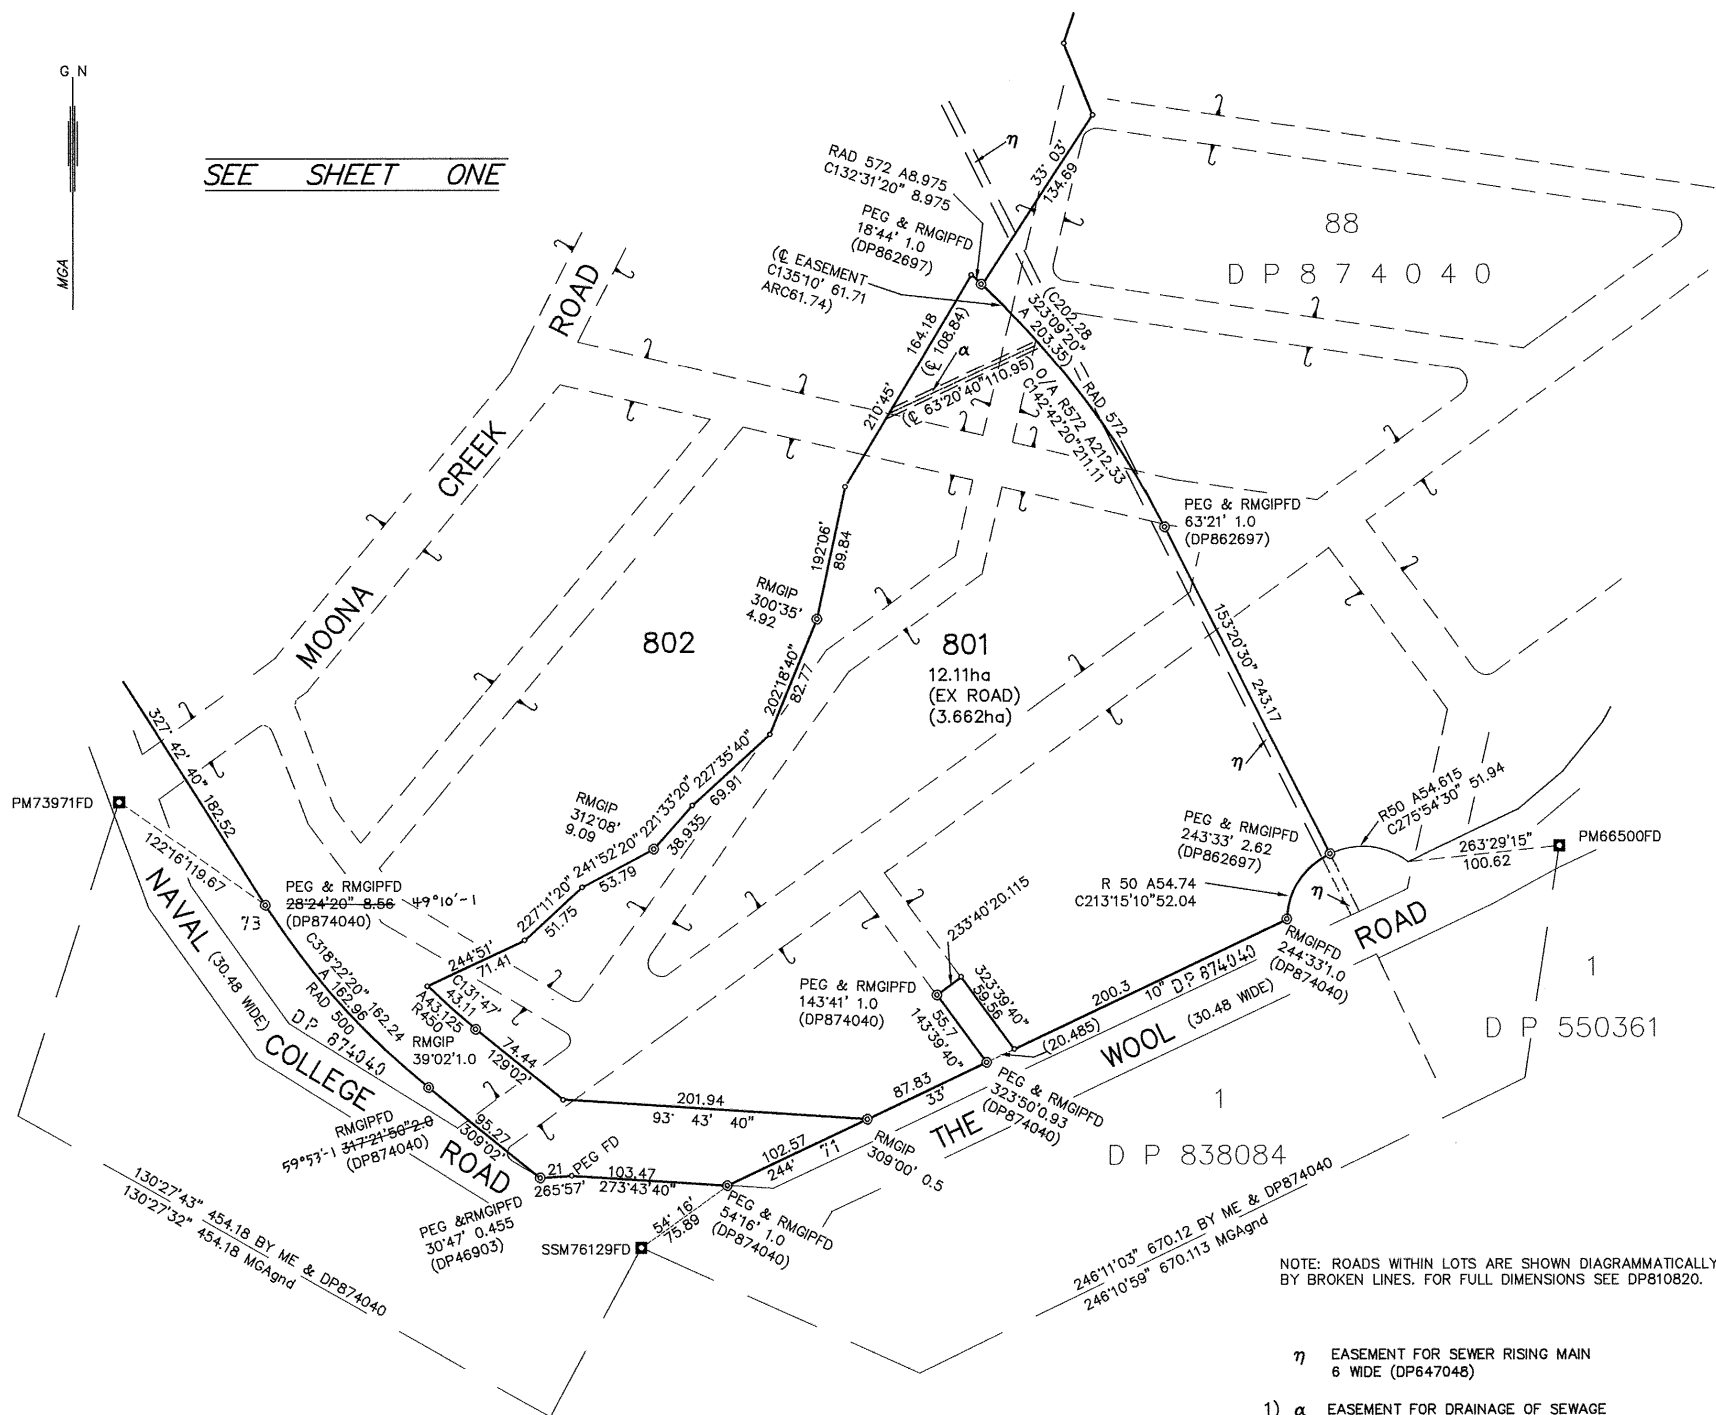 G N
MGA
SEE SHEET ONE
RAD 572 A8.975
C132°31'20" 8.975
PEG & RMGIPFD
18°44' 1.0
(DP862697)
(℄ EASEMENT
C135°10' 61.71
ARC61.74)
η
33° 03'
134.69
88
D P 8 7 4 0 4 0
ROAD
CREEK
MOONA
164.18
210°45'
(℄ 108.84)
α
(℄ 63°20'40"110.95)
(C202.28
323°09'20"
A 203.35)
O/A R572 A212.33
C142°42'20"211.11
RAD 572
PEG & RMGIPFD
63°21' 1.0
(DP862697)
192°06'
89.84
RMGIP
300°35'
4.92
802
801
12.11ha
(EX ROAD)
(3.662ha)
202°18'40"
82.77
153°20'30" 243.17
η
327° 42' 40" 182.52
PM73971FD
122°16'119.67
227°35'40"
69.91
221°33'20"
38.935
RMGIP
312°08'
9.09
241°52'20"
53.79
227°11'20"
51.75
244°51'
71.41
R50 A54.615
C275°54'30" 51.94
PEG & RMGIPFD
243°33' 2.62
(DP862697)
263°29'15"
100.62
PM66500FD
R 50 A54.74
C213°15'10"52.04
η
PEG & RMGIPFD
28°24'20" 8.56 49°10'~1
(DP874040)
73
NAVAL (30.48 WIDE) COLLEGE ROAD
C318°22'20" 162.24
A 162.96
RAD 500
D P 874040
C131°47'
43.11
A43.125
R450
RMGIP
39°02'1.0
74.44
129°02'
233°40'20.115
PEG & RMGIPFD
143°41' 1.0
(DP874040)
323°39'40"
59.56
55.7
143°39'40"
200.3
10" DP 874040
(20.485)
RMGIPFD
244°33'1.0
(DP874040)
THE WOOL (30.48 WIDE) ROAD
1
D P 550361
87.83
33'
201.94
93° 43' 40"
PEG & RMGIPFD
323°50'0.93
(DP874040)
1
D P 838084
RMGIPFD
59°53'~1 317°21'50"2.0
(DP874040)
95.27
309°02'
21
265°57'
PEG FD
103.47
273°43'40"
102.57
244° 71
RMGIP
309°00' 0.5
PEG &RMGIPFD
30°47' 0.455
(DP46903)
PEG & RMGIPFD
54°16' 1.0
(DP874040)
54° 16'
75.89
SSM76129FD
130°27'43" 454.18 BY ME & DP874040
130°27'32" 454.18 MGAgnd
246°11'03" 670.12 BY ME & DP874040
246°10'59" 670.113 MGAgnd
NOTE: ROADS WITHIN LOTS ARE SHOWN DIAGRAMMATICALLY
BY BROKEN LINES. FOR FULL DIMENSIONS SEE DP810820.
η EASEMENT FOR SEWER RISING MAIN
6 WIDE (DP647048)
1) α EASEMENT FOR DRAINAGE OF SEWAGE